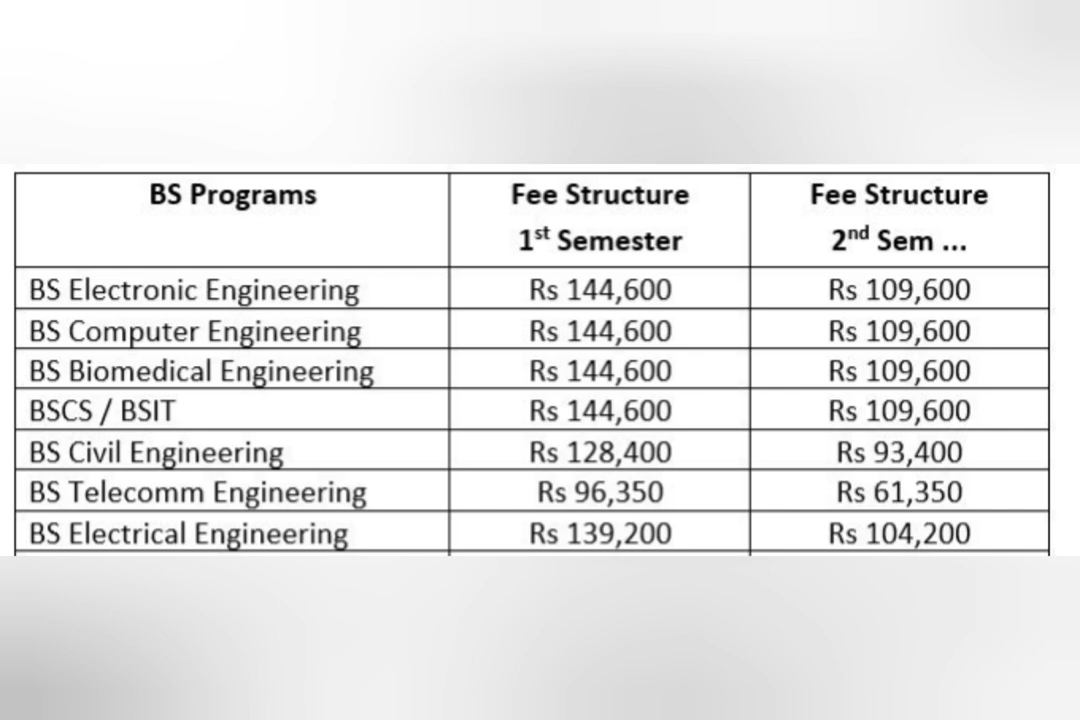 BS Programs Fee Structure Fee Structure
1st Semester 2nd Sem ...
BS Electronic Engineering Rs 144,600 Rs 109,600
BS Computer Engineering Rs 144,600 Rs 109,600
BS Biomedical Engineering Rs 144,600 Rs 109,600
BSCS / BSIT Rs 144,600 Rs 109,600
BS Civil Engineering Rs 128,400 Rs 93,400
BS Telecomm Engineering Rs 96,350 Rs 61,350
BS Electrical Engineering Rs 139,200 Rs 104,200